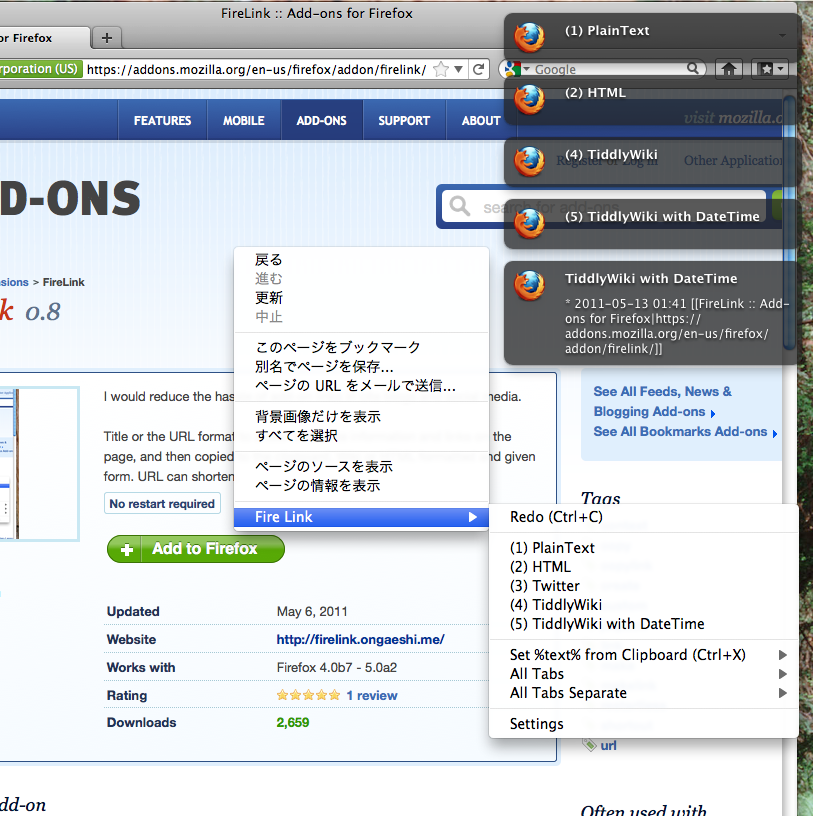 FireLink :: Add-ons for Firefox
or Firefox
+
rporation (US)
https://addons.mozilla.org/en-us/firefox/addon/firelink/
Google
(1) PlainText
(2) HTML
(4) TiddlyWiki
(5) TiddlyWiki with DateTime
TiddlyWiki with DateTime
* 2011-05-13 01:41 [[FireLink :: Add-
ons for Firefox|https://
addons.mozilla.org/en-us/firefox/
addon/firelink/]]
FEATURES
MOBILE
ADD-ONS
SUPPORT
ABOUT
visit mozilla.o
Register or Log in
Other Application
D-ONS
search for add-ons
nsions > FireLink
k 0.8
戻る
進む
更新
中止
このページをブックマーク
別名でページを保存...
ページの URL をメールで送信...
背景画像だけを表示
すべてを選択
ページのソースを表示
ページの情報を表示
Fire Link
Redo (Ctrl+C)
(1) PlainText
(2) HTML
(3) Twitter
(4) TiddlyWiki
(5) TiddlyWiki with DateTime
Set %text% from Clipboard (Ctrl+X)
All Tabs
All Tabs Separate
Settings
I would reduce the has
media.
Title or the URL format
the
page, and then copied
and given
form. URL can shorten
No restart required
Add to Firefox
Updated May 6, 2011
Website http://firelink.ongaeshi.me/
Works with Firefox 4.0b7 - 5.0a2
Rating 1 review
Downloads 2,659
See All Feeds, News &
Blogging Add-ons
See All Bookmarks Add-ons
Tags
url
dd-on
Often used with